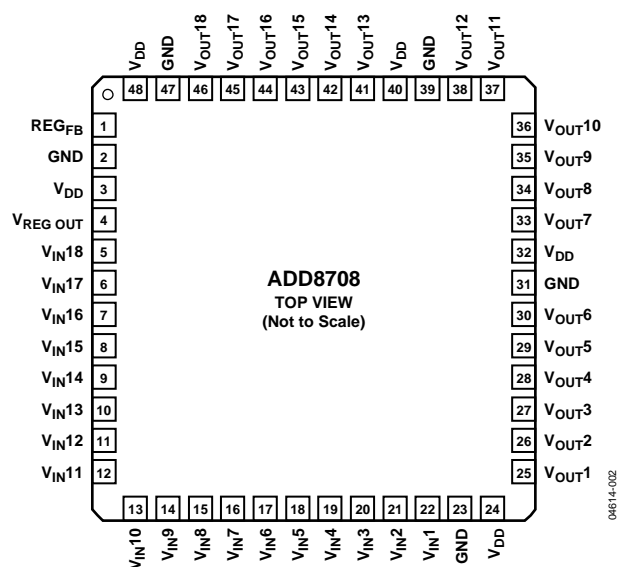 VDD
GND
VOUT18
VOUT17
VOUT16
VOUT15
VOUT14
VOUT13
VDD
GND
VOUT12
VOUT11
48 47 46 45 44 43 42 41 40 39 38 37
REGFB 1
GND 2
VDD 3
VREG OUT 4
VIN18 5
VIN17 6
VIN16 7
VIN15 8
VIN14 9
VIN13 10
VIN12 11
VIN11 12
ADD8708
TOP VIEW
(Not to Scale)
36 VOUT10
35 VOUT9
34 VOUT8
33 VOUT7
32 VDD
31 GND
30 VOUT6
29 VOUT5
28 VOUT4
27 VOUT3
26 VOUT2
25 VOUT1
13 14 15 16 17 18 19 20 21 22 23 24
VIN10
VIN9
VIN8
VIN7
VIN6
VIN5
VIN4
VIN3
VIN2
VIN1
GND
VDD
04614-002